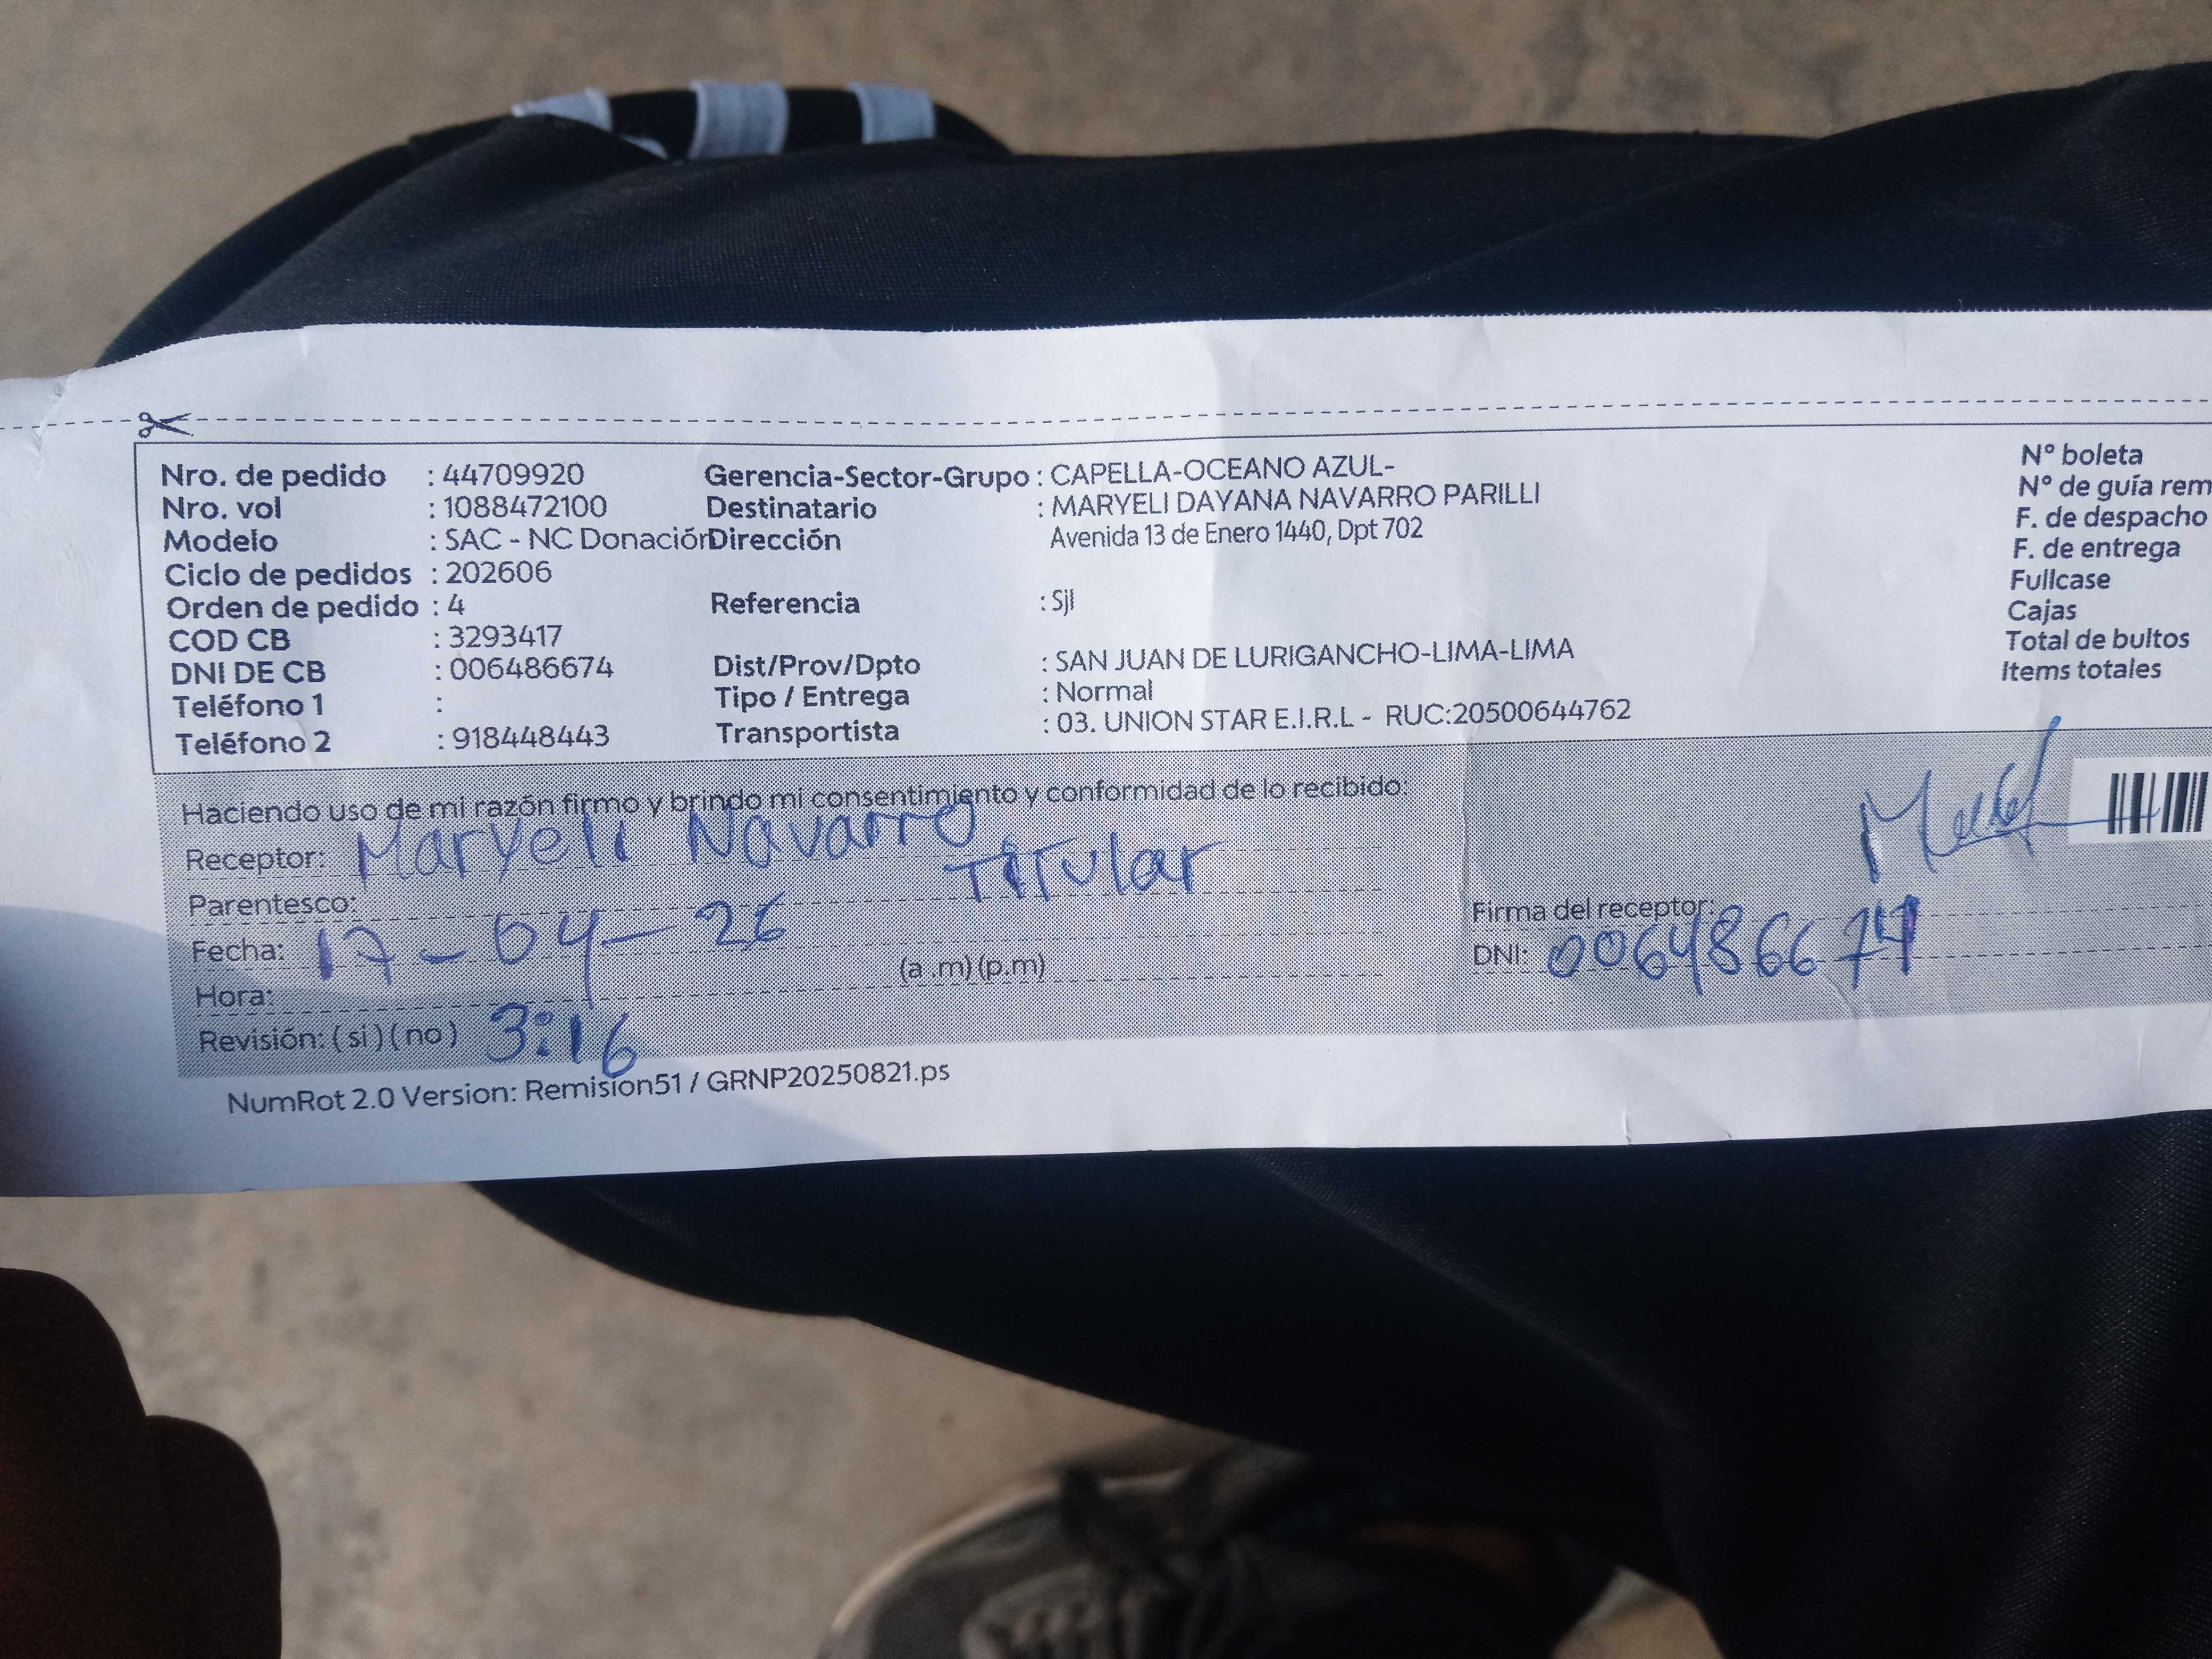 Nro. de pedido : 44709920 Gerencia-Sector-Grupo : CAPELLA-OCEANO AZUL- N° boleta
Nro. vol : 1088472100 Destinatario : MARYELI DAYANA NAVARRO PARILLI N° de guía rem
Modelo : SAC - NC Donación Dirección Avenida 13 de Enero 1440, Dpt 702 F. de despacho
Ciclo de pedidos : 202606 F. de entrega
Orden de pedido : 4 Referencia : Sjl Fullcase
COD CB : 3293417 Cajas
DNI DE CB : 006486674 Dist/Prov/Dpto : SAN JUAN DE LURIGANCHO-LIMA-LIMA Total de bultos
Teléfono 1 : Tipo / Entrega : Normal Items totales
Teléfono 2 : 918448443 Transportista : 03. UNION STAR E.I.R.L - RUC:20500644762
Haciendo uso de mi razón firmo y brindo mi consentimiento y conformidad de lo recibido:
Receptor: Maryeli Navarro
Parentesco: Titular Firma del receptor:
Fecha: 17-04-26 DNI: 006486674
Hora: (a .m) (p.m)
Revisión: ( si ) ( no ) 3:16
NumRot 2.0 Version: Remision51 / GRNP20250821.ps